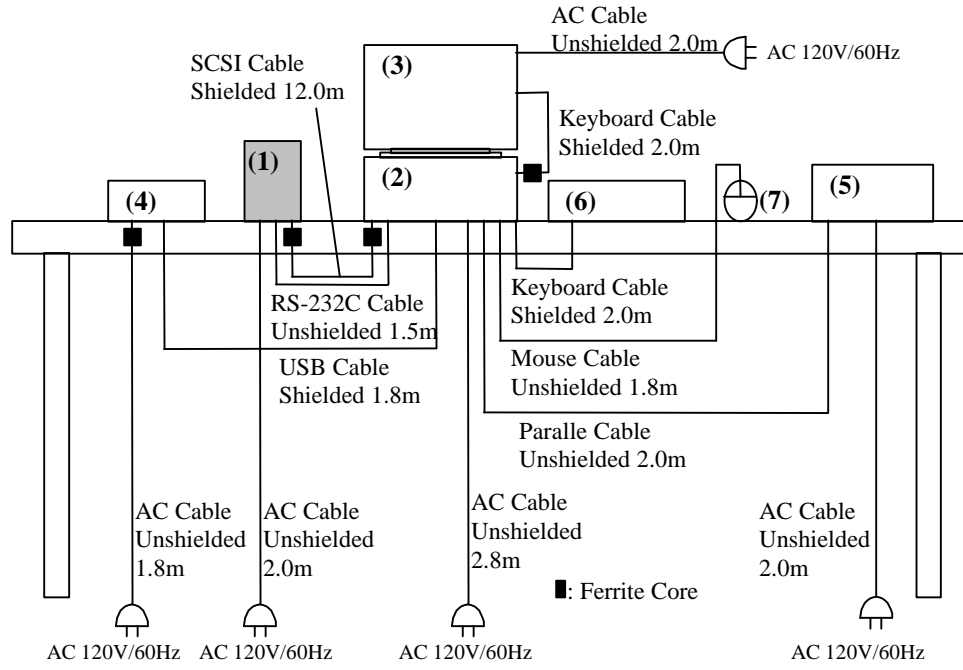 AC Cable
Unshielded 2.0m
AC 120V/60Hz
SCSI Cable
Shielded 12.0m
(3)
Keyboard Cable
Shielded 2.0m
(1)
(2)
(4)
(6)
(7)
(5)
RS-232C Cable
Unshielded 1.5m
Keyboard Cable
Shielded 2.0m
USB Cable
Shielded 1.8m
Mouse Cable
Unshielded 1.8m
Paralle Cable
Unshielded 2.0m
AC Cable
Unshielded
1.8m
AC Cable
Unshielded
2.0m
AC Cable
Unshielded
2.8m
AC Cable
Unshielded
2.0m
: Ferrite Core
AC 120V/60Hz
AC 120V/60Hz
AC 120V/60Hz
AC 120V/60Hz